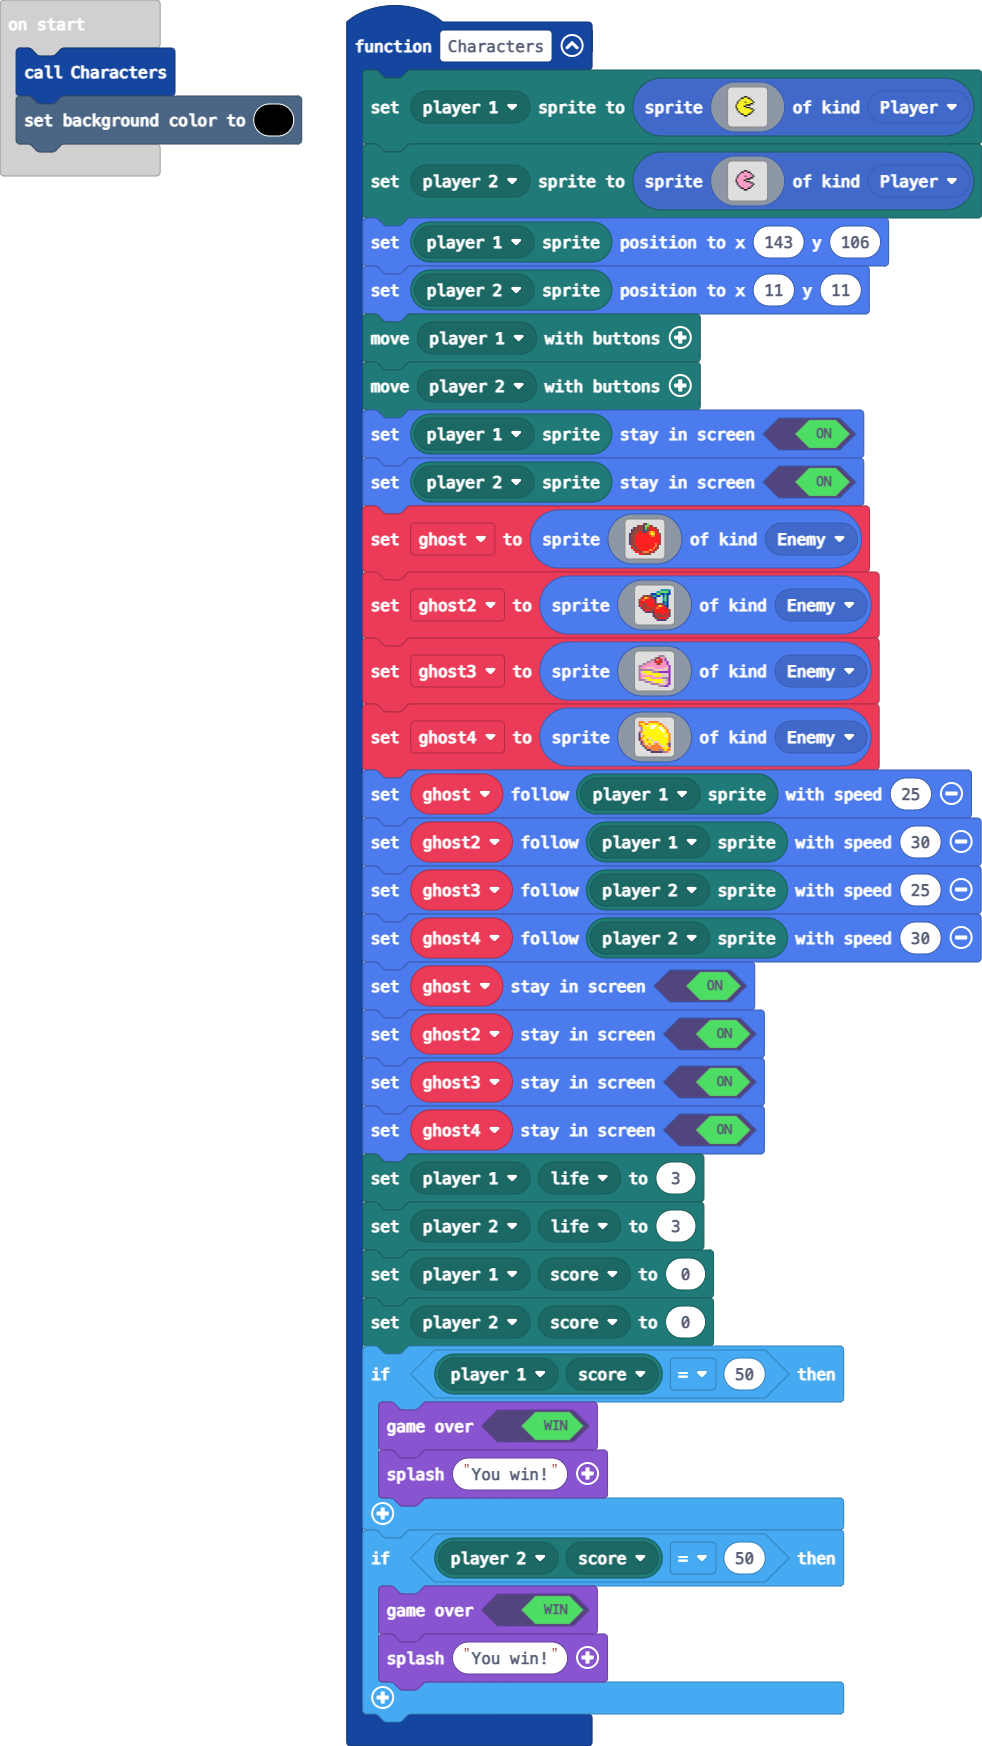 on start
call Characters
set background color to
function Characters
set player 1 sprite to sprite of kind Player
set player 2 sprite to sprite of kind Player
set player 1 sprite position to x 143 y 106
set player 2 sprite position to x 11 y 11
move player 1 with buttons
move player 2 with buttons
set player 1 sprite stay in screen ON
set player 2 sprite stay in screen ON
set ghost to sprite of kind Enemy
set ghost2 to sprite of kind Enemy
set ghost3 to sprite of kind Enemy
set ghost4 to sprite of kind Enemy
set ghost follow player 1 sprite with speed 25
set ghost2 follow player 1 sprite with speed 30
set ghost3 follow player 2 sprite with speed 25
set ghost4 follow player 2 sprite with speed 30
set ghost stay in screen ON
set ghost2 stay in screen ON
set ghost3 stay in screen ON
set ghost4 stay in screen ON
set player 1 life to 3
set player 2 life to 3
set player 1 score to 0
set player 2 score to 0
if player 1 score = 50 then
game over WIN
splash "You win!"
if player 2 score = 50 then
game over WIN
splash "You win!"